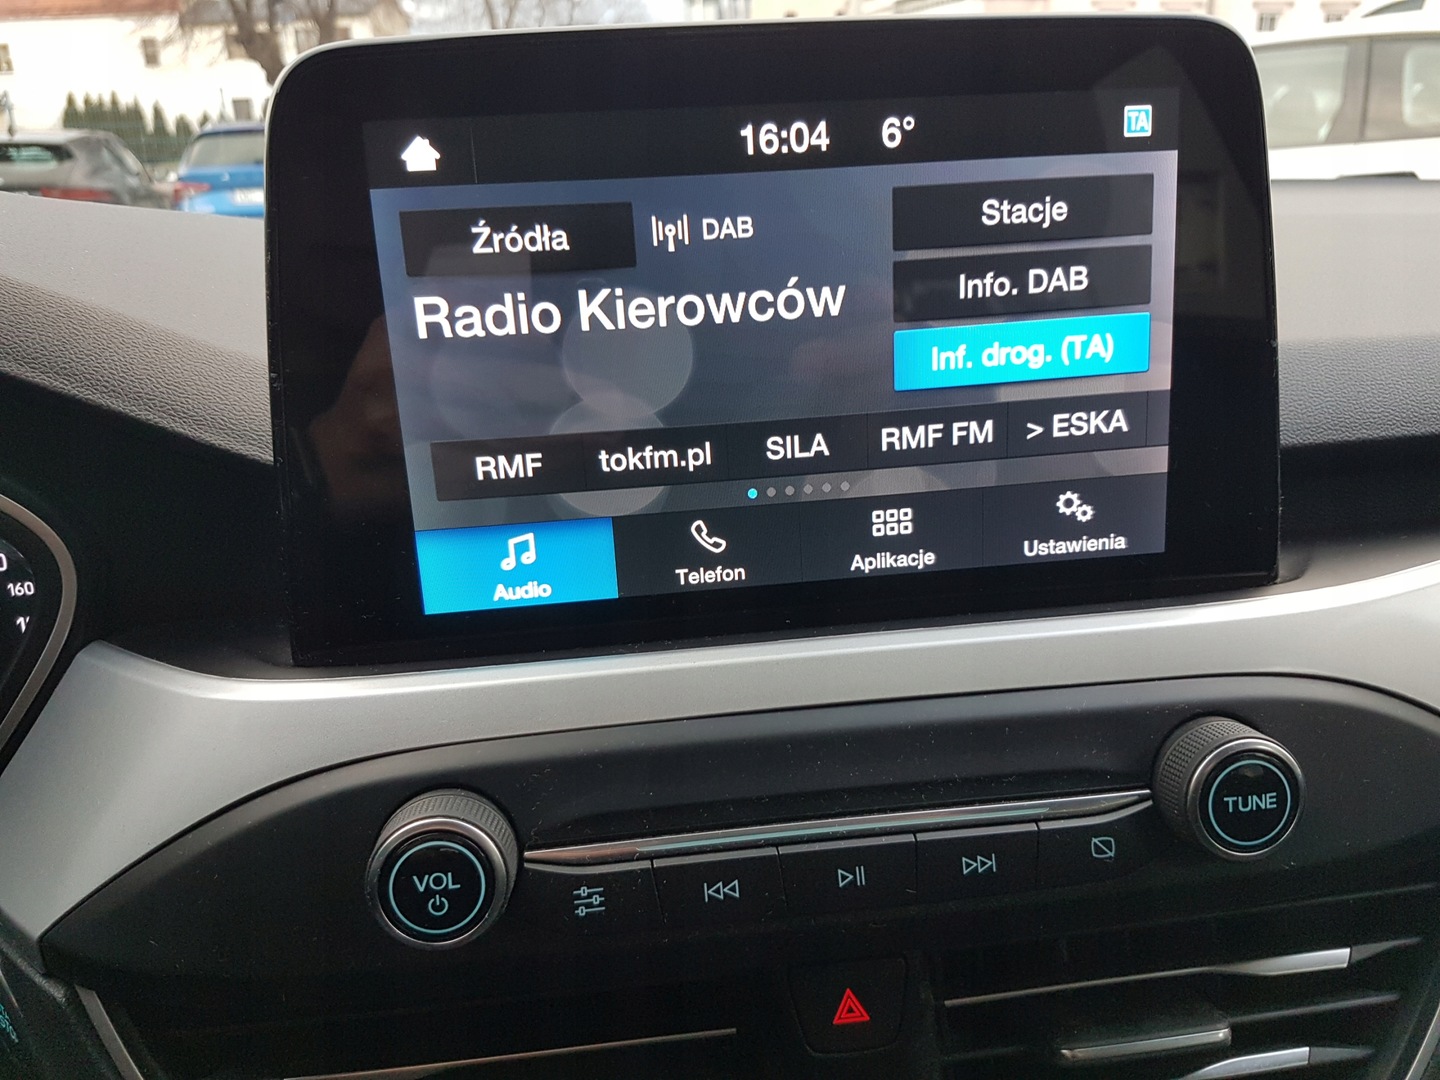 16:04 6° TA
Źródła DAB Stacje
Info. DAB
Radio Kierowców
Inf. drog. (TA)
RMF tokfm.pl SILA RMF FM > ESKA
Audio Telefon Aplikacje Ustawienia
160
VOL TUNE